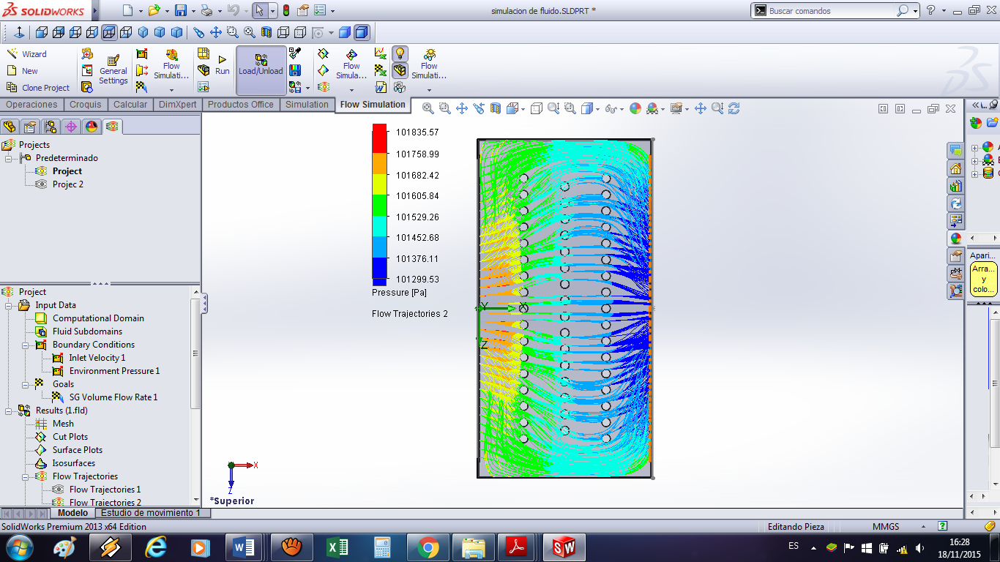 SOLIDWORKS
simulacion de fluido.SLDPRT *
Buscar comandos
Wizard
New
Clone Project
General
Settings
Flow
Simulati...
Run
Load/Unload
Flow
Simula...
Flow
Simulati...
Operaciones
Croquis
Calcular
DimXpert
Productos Office
Simulation
Flow Simulation
Projects
Predeterminado
Project
Projec 2
Project
Input Data
Computational Domain
Fluid Subdomains
Boundary Conditions
Inlet Velocity 1
Environment Pressure 1
Goals
SG Volume Flow Rate 1
Results (1.fld)
Mesh
Cut Plots
Surface Plots
Isosurfaces
Flow Trajectories
Flow Trajectories 1
Flow Trajectories 2
101835.57
101758.99
101682.42
101605.84
101529.26
101452.68
101376.11
101299.53
Pressure [Pa]
Flow Trajectories 2
Y
X
Z
X
Z
*Superior
Apari...
Arra...
y
colo...
Modelo
Estudio de movimiento 1
SolidWorks Premium 2013 x64 Edition
Editando Pieza
MMGS
ES
16:28
18/11/2015